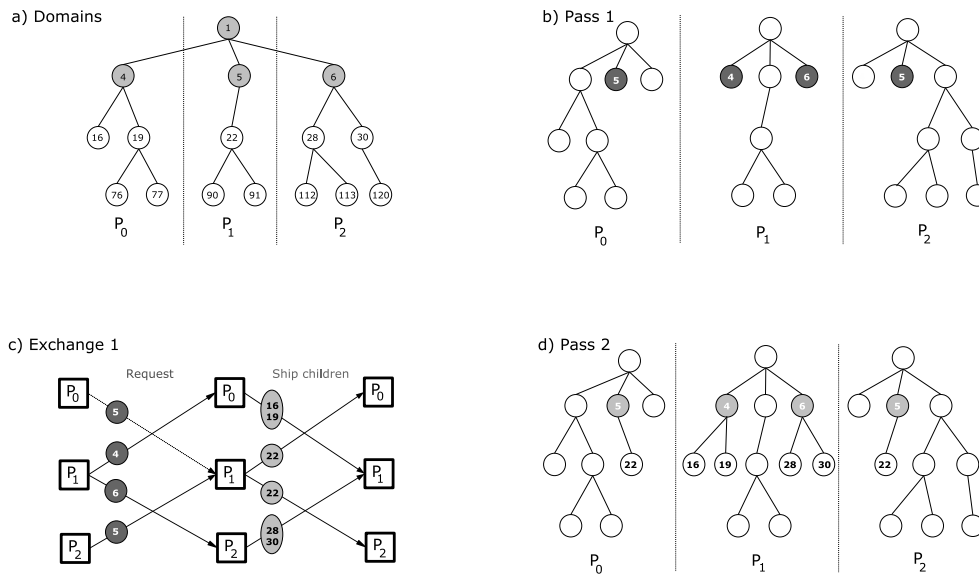 a) Domains
1
4 5 6
16 19 22 28 30
76 77 90 91 112 113 120
P0 P1 P2
b) Pass 1
5 4 6 5
P0 P1 P2
c) Exchange 1
Request Ship children
P0 P0 P0
5 16
19
4 22
P1 P1 P1
6 22
5 28
30
P2 P2 P2
d) Pass 2
5 4 6 5
22 16 19 28 30 22
P0 P1 P2